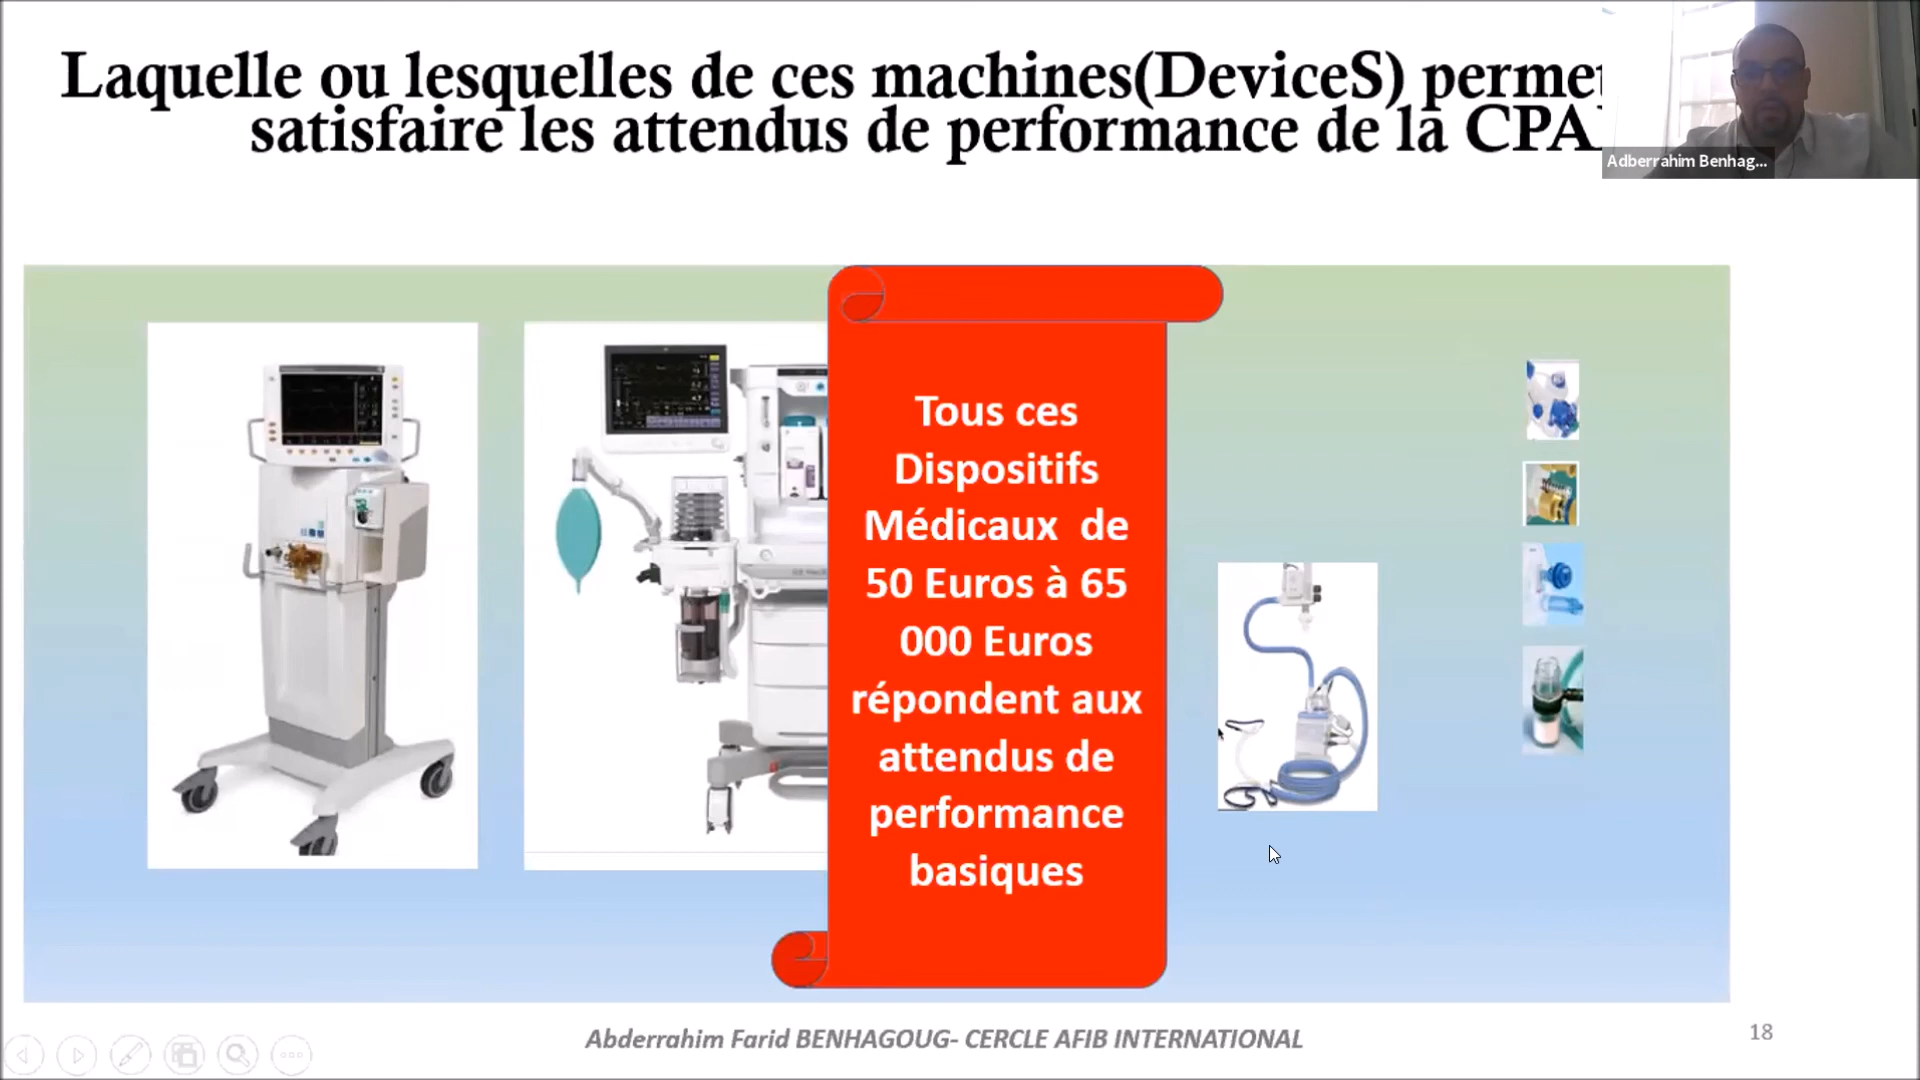 Laquelle ou lesquelles de ces machines(DeviceS)
satisfaire les attendus de performance de la
Adberrahim Benhag...
Tous ces
Dispositifs
Médicaux de
50 Euros à 65
000 Euros
répondent aux
attendus de
performance
basiques
Abderrahim Farid BENHAGOUG- CERCLE AFIB INTERNATIONAL
18